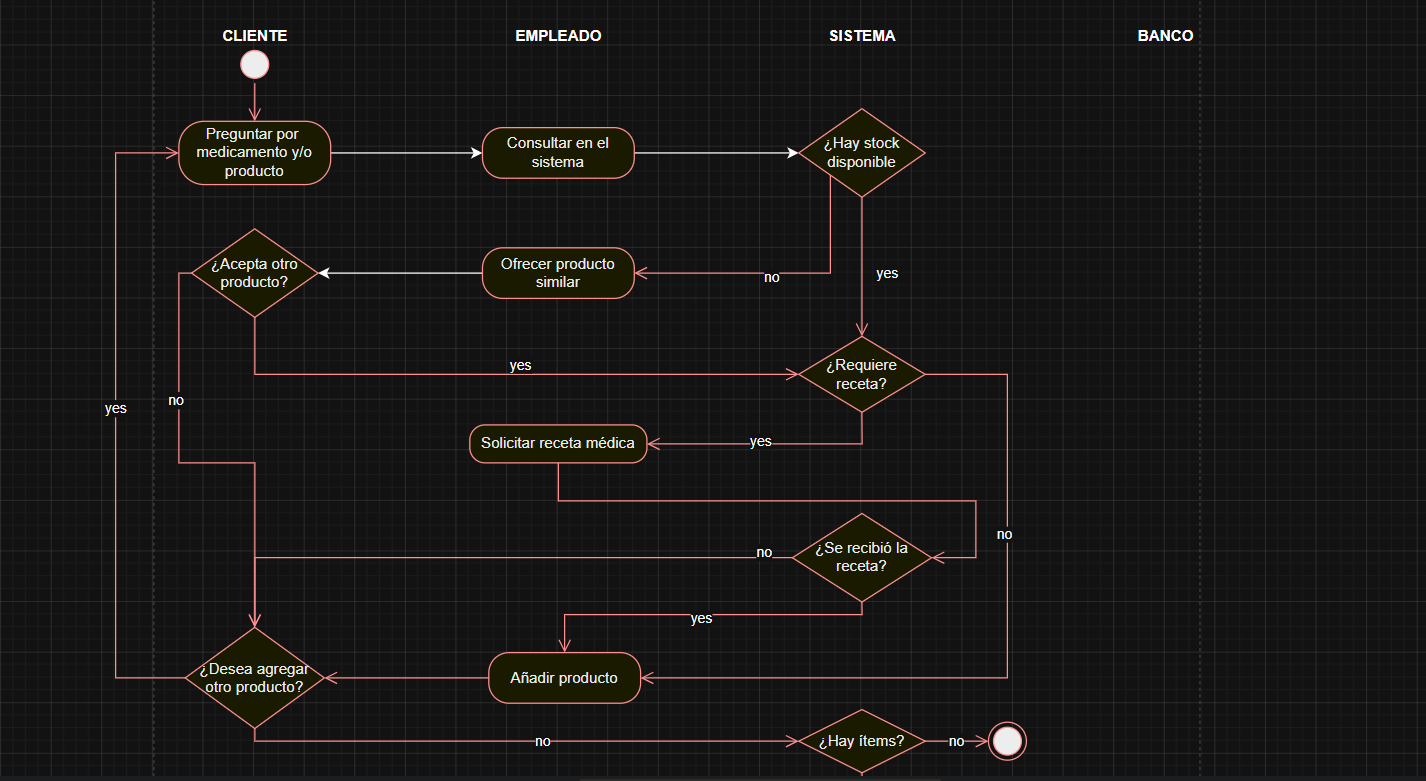 CLIENTE
EMPLEADO
SISTEMA
BANCO
Preguntar por
medicamento y/o
producto
Consultar en el
sistema
¿Hay stock
disponible
¿Acepta otro
producto?
Ofrecer producto
similar
no
yes
yes
¿Requiere
receta?
yes
no
Solicitar receta médica
yes
no
¿Se recibió la
receta?
no
yes
¿Desea agregar
otro producto?
Añadir producto
no
¿Hay ítems?
no